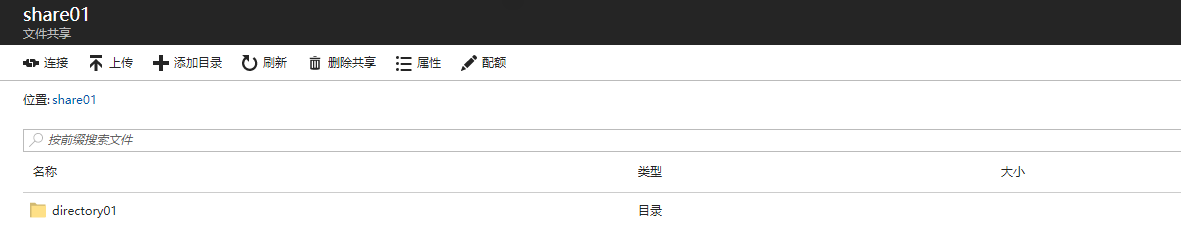 share01
文件共享
连接 上传 添加目录 刷新 删除共享 属性 配额
位置: share01
按前缀搜索文件
名称 类型 大小
directory01 目录